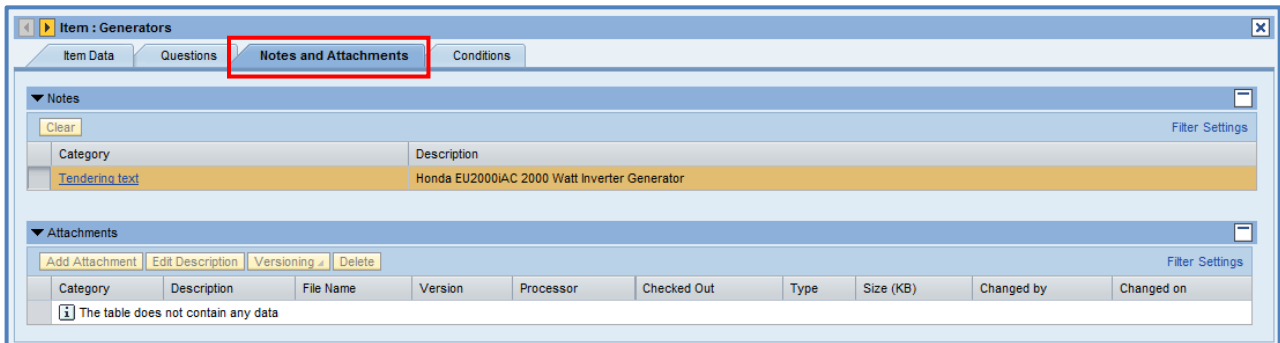 Item : Generators
Item Data Questions Notes and Attachments Conditions
Notes
Clear Filter Settings
Category Description
Tendering text Honda EU2000iAC 2000 Watt Inverter Generator
Attachments
Add Attachment Edit Description Versioning Delete Filter Settings
Category Description File Name Version Processor Checked Out Type Size (KB) Changed by Changed on
i The table does not contain any data